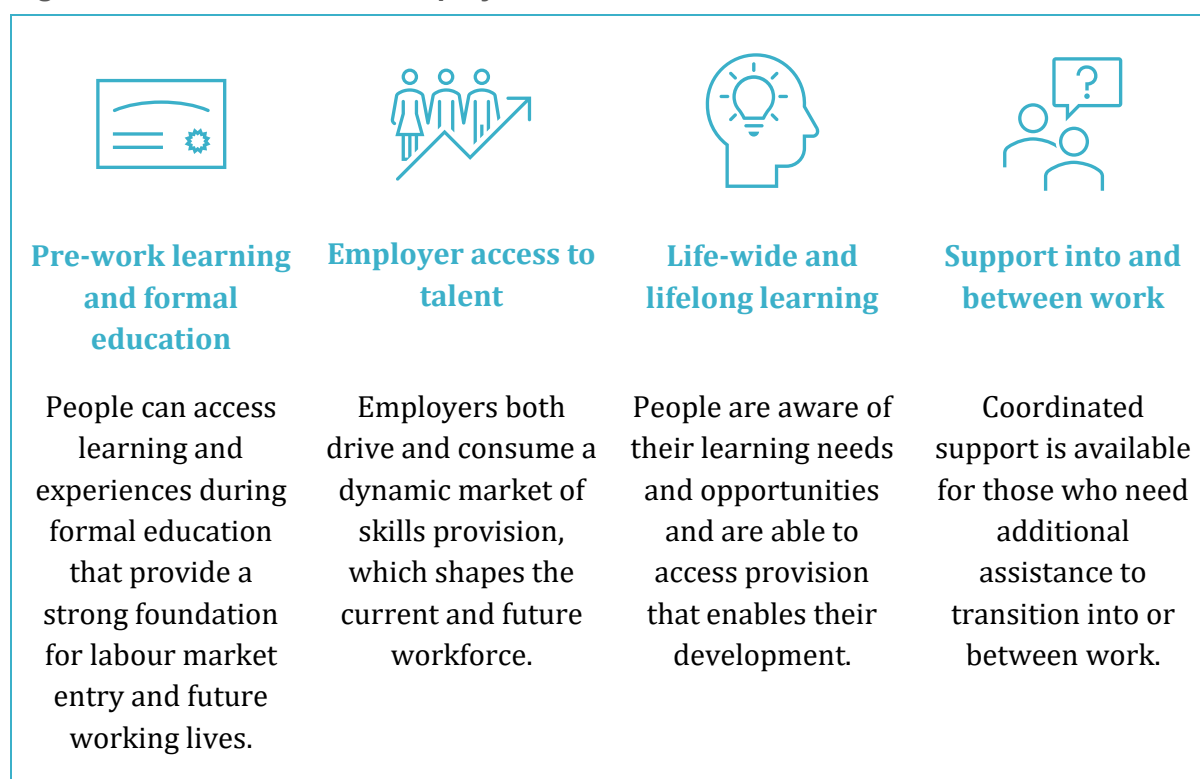 ?
Pre-work learning
and formal
education
People can access
learning and
experiences during
formal education
that provide a
strong foundation
for labour market
entry and future
working lives.
Employer access to
talent
Employers both
drive and consume a
dynamic market of
skills provision,
which shapes the
current and future
workforce.
Life-wide and
lifelong learning
People are aware of
their learning needs
and opportunities
and are able to
access provision
that enables their
development.
Support into and
between work
Coordinated
support is available
for those who need
additional
assistance to
transition into or
between work.